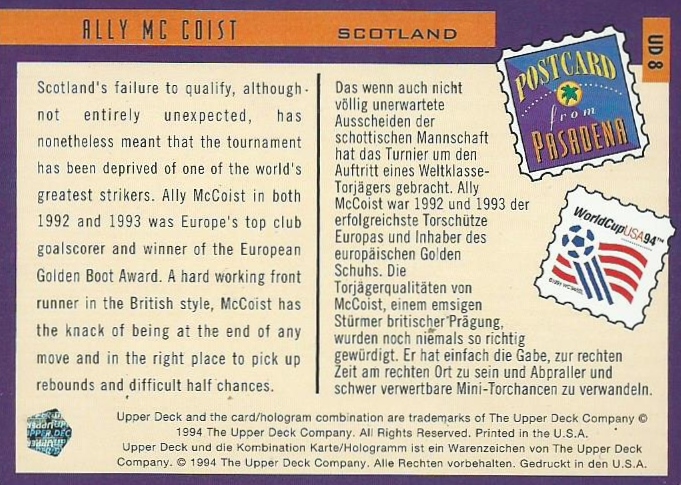 ALLY MC COIST
SCOTLAND
UD8
POSTCARD
from
PASADENA
WorldCupUSA94™
Scotland's failure to qualify, although
not entirely unexpected, has
nonetheless meant that the tournament
has been deprived of one of the world's
greatest strikers. Ally McCoist in both
1992 and 1993 was Europe's top club
goalscorer and winner of the European
Golden Boot Award. A hard working front
runner in the British style, McCoist has
the knack of being at the end of any
move and in the right place to pick up
rebounds and difficult half chances.
Das wenn auch nicht
völlig unerwartete
Ausscheiden der
schottischen Mannschaft
hat das Turnier um den
Auftritt eines Weltklasse-
Torjägers gebracht. Ally
McCoist war 1992 und 1993 der
erfolgreichste Torschütze
Europas und Inhaber des
europäischen Golden
Schuhs. Die
Torjägerqualitäten von
McCoist, einem emsigen
Stürmer britischer Prägung,
wurden noch niemals so richtig
gewürdigt. Er hat einfach die Gabe, zur rechten
Zeit am rechten Ort zu sein und Abpraller und
schwer verwertbare Mini-Torchancen zu verwandeln.
Upper Deck and the card/hologram combination are trademarks of The Upper Deck Company ©
1994 The Upper Deck Company. All Rights Reserved. Printed in the U.S.A.
Upper Deck und die Kombination Karte/Hologramm ist ein Warenzeichen von The Upper Deck
Company. © 1994 The Upper Deck Company. Alle Rechten vorbehalten. Gedruckt in den U.S.A.